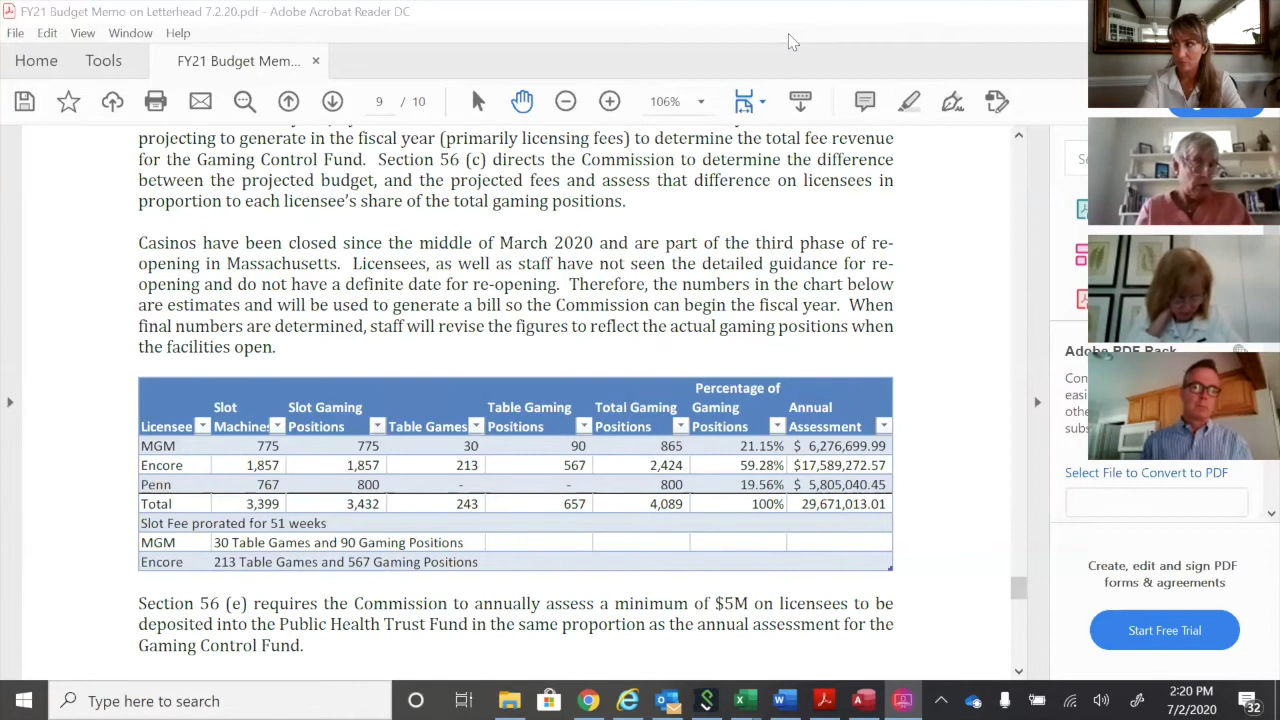 FY21 Budget Memo on Letterhead 7.2.20.pdf - Adobe Acrobat Reader DC
File Edit View Window Help
Home Tools FY21 Budget Mem... ×
9 / 10 106%
projecting to generate in the fiscal year (primarily licensing fees) to determine the total fee revenue
for the Gaming Control Fund. Section 56 (c) directs the Commission to determine the difference
between the projected budget, and the projected fees and assess that difference on licensees in
proportion to each licensee's share of the total gaming positions.
Casinos have been closed since the middle of March 2020 and are part of the third phase of re-
opening in Massachusetts. Licensees, as well as staff have not seen the detailed guidance for re-
opening and do not have a definite date for re-opening. Therefore, the numbers in the chart below
are estimates and will be used to generate a bill so the Commission can begin the fiscal year. When
final numbers are determined, staff will revise the figures to reflect the actual gaming positions when
the facilities open.
Licensee Slot Machines Slot Gaming Positions Table Games Table Gaming Positions Total Gaming Positions Percentage of Gaming Positions Annual Assessment
MGM 775 775 30 90 865 21.15% $ 6,276,699.99
Encore 1,857 1,857 213 567 2,424 59.28% $17,589,272.57
Penn 767 800 - - 800 19.56% $ 5,805,040.45
Total 3,399 3,432 243 657 4,089 100% 29,671,013.01
Slot Fee prorated for 51 weeks
MGM 30 Table Games and 90 Gaming Positions
Encore 213 Table Games and 567 Gaming Positions
Section 56 (e) requires the Commission to annually assess a minimum of $5M on licensees to be
deposited into the Public Health Trust Fund in the same proportion as the annual assessment for the
Gaming Control Fund.
Select File to Convert to PDF
Create, edit and sign PDF
forms & agreements
Start Free Trial
Type here to search
2:20 PM
7/2/2020
32